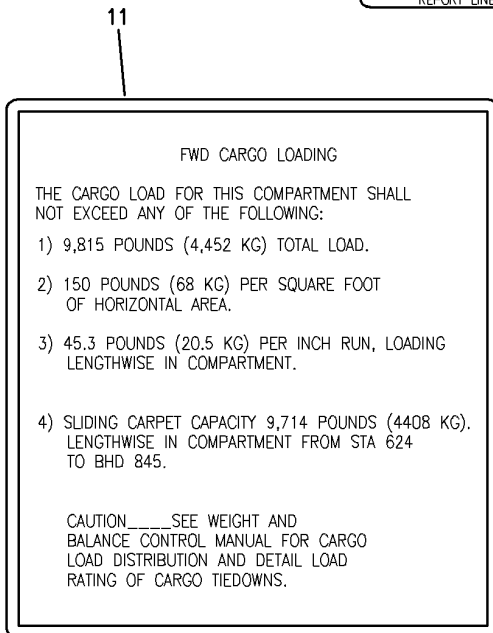 REPORT LINE
11
FWD CARGO LOADING
THE CARGO LOAD FOR THIS COMPARTMENT SHALL
NOT EXCEED ANY OF THE FOLLOWING:
1) 9,815 POUNDS (4,452 KG) TOTAL LOAD.
2) 150 POUNDS (68 KG) PER SQUARE FOOT
OF HORIZONTAL AREA.
3) 45.3 POUNDS (20.5 KG) PER INCH RUN, LOADING
LENGTHWISE IN COMPARTMENT.
4) SLIDING CARPET CAPACITY 9,714 POUNDS (4408 KG).
LENGTHWISE IN COMPARTMENT FROM STA 624
TO BHD 845.
CAUTION____SEE WEIGHT AND
BALANCE CONTROL MANUAL FOR CARGO
LOAD DISTRIBUTION AND DETAIL LOAD
RATING OF CARGO TIEDOWNS.